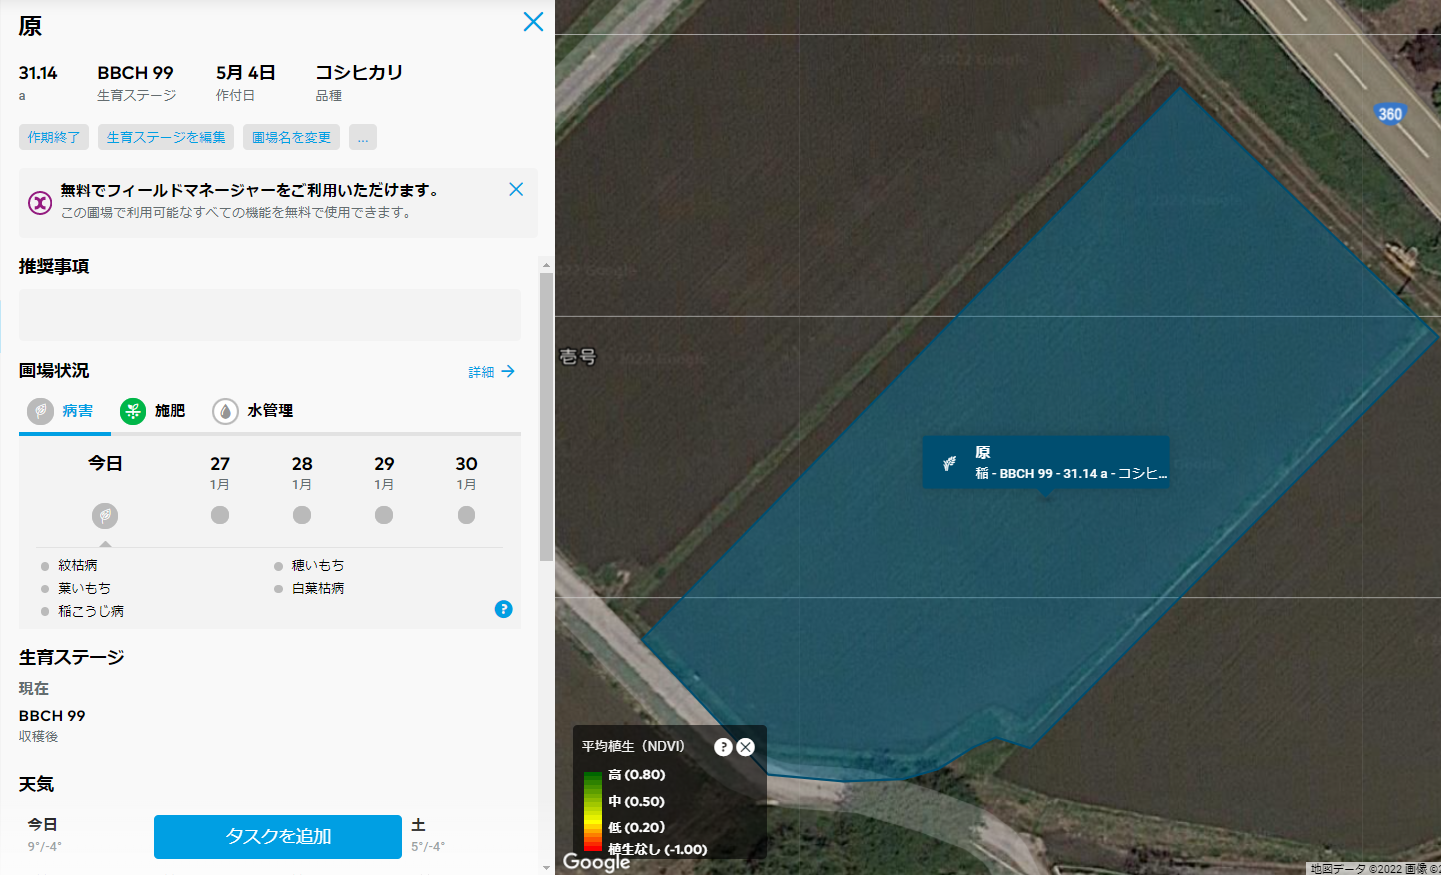 原
31.14
a
BBCH 99
生育ステージ
5月 4日
作付日
コシヒカリ
品種
作期終了
生育ステージを編集
圃場名を変更
...
無料でフィールドマネージャーをご利用いただけます。
この圃場で利用可能なすべての機能を無料で使用できます。
推奨事項
圃場状況
詳細
病害
施肥
水管理
今日
27
1月
28
1月
29
1月
30
1月
紋枯病
穂いもち
葉いもち
白葉枯病
稲こうじ病
?
生育ステージ
現在
BBCH 99
収穫後
天気
今日
9°/-4°
タスクを追加
土
5°/-4°
360
壱号
原
稲 - BBCH 99 - 31.14 a - コシヒ...
平均植生（NDVI）
?
高 (0.80)
中 (0.50)
低 (0.20)
植生なし (-1.00)
Google
地図データ ©2022 画像 ©2